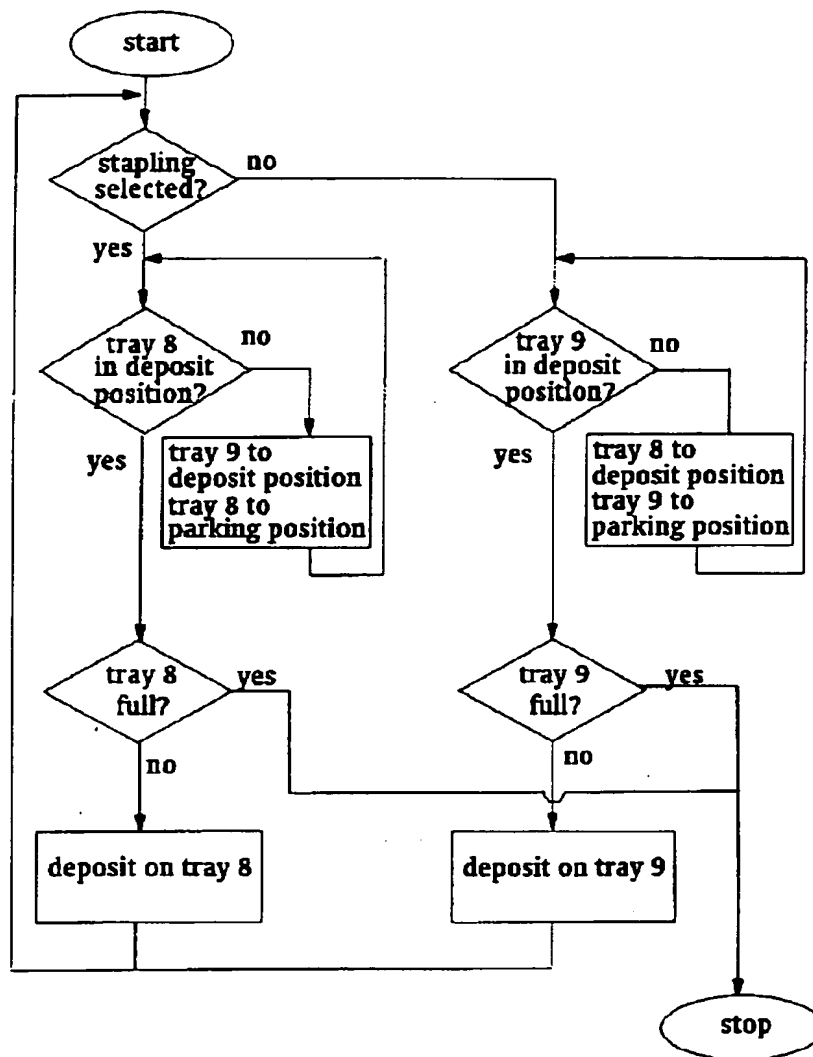 start
stapling
selected?
no
yes
tray 8
in deposit
position?
no
yes
tray 9 to
deposit position
tray 8 to
parking position
tray 9
in deposit
position?
no
yes
tray 8 to
deposit position
tray 9 to
parking position
tray 8
full?
yes
no
tray 9
full?
yes
no
deposit on tray 8
deposit on tray 9
stop